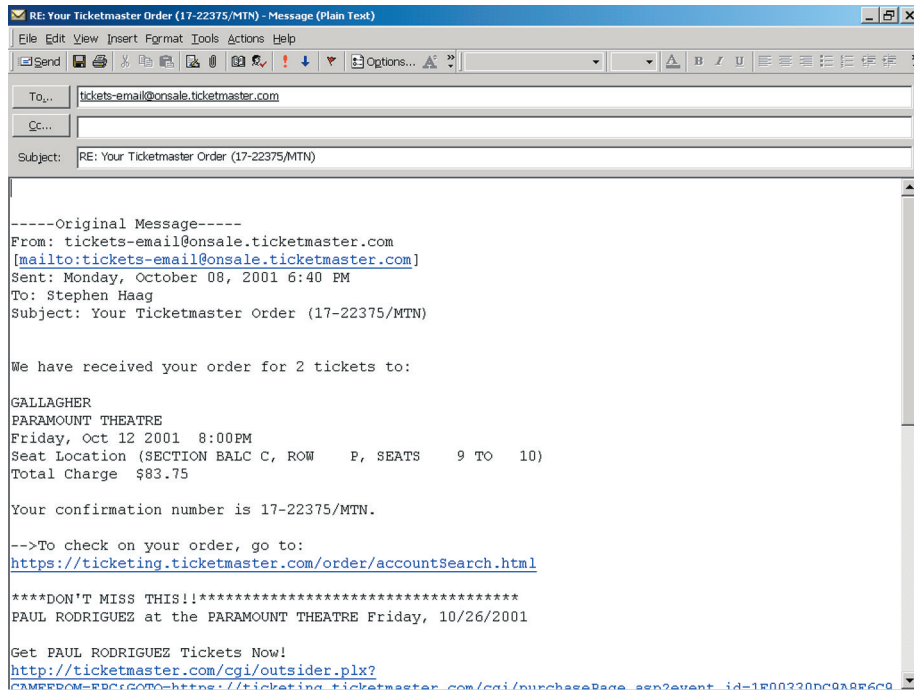 RE: Your Ticketmaster Order (17-22375/MTN) - Message (Plain Text)
File Edit View Insert Format Tools Actions Help
Send Options... A B I U
To... tickets-email@onsale.ticketmaster.com
Cc...
Subject: RE: Your Ticketmaster Order (17-22375/MTN)
-----Original Message-----
From: tickets-email@onsale.ticketmaster.com
[mailto:tickets-email@onsale.ticketmaster.com]
Sent: Monday, October 08, 2001 6:40 PM
To: Stephen Haag
Subject: Your Ticketmaster Order (17-22375/MTN)
We have received your order for 2 tickets to:
GALLAGHER
PARAMOUNT THEATRE
Friday, Oct 12 2001 8:00PM
Seat Location (SECTION BALC C, ROW P, SEATS 9 TO 10)
Total Charge $83.75
Your confirmation number is 17-22375/MTN.
-->To check on your order, go to:
https://ticketing.ticketmaster.com/order/accountSearch.html
****DON'T MISS THIS!!***********************************
PAUL RODRIGUEZ at the PARAMOUNT THEATRE Friday, 10/26/2001
Get PAUL RODRIGUEZ Tickets Now!
http://ticketmaster.com/cgi/outsider.plx?